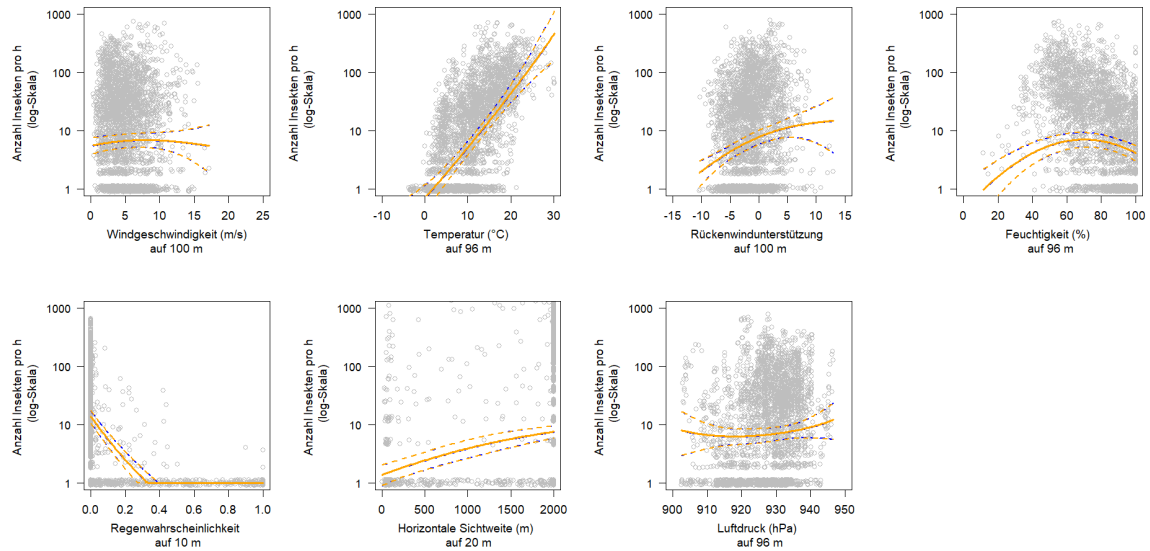 Anzahl Insekten pro h
(log-Skala)
1000
100
10
1
0
5
10
15
20
25
Windgeschwindigkeit (m/s)
auf 100 m
Anzahl Insekten pro h
(log-Skala)
1000
100
10
1
-10
0
10
20
30
Temperatur (°C)
auf 96 m
Anzahl Insekten pro h
(log-Skala)
1000
100
10
1
-15
-10
-5
0
5
10
15
Rückenwindunterstützung
auf 100 m
Anzahl Insekten pro h
(log-Skala)
1000
100
10
1
0
20
40
60
80
100
Feuchtigkeit (%)
auf 96 m
Anzahl Insekten pro h
(log-Skala)
1000
100
10
1
0.0
0.2
0.4
0.6
0.8
1.0
Regenwahrscheinlichkeit
auf 10 m
Anzahl Insekten pro h
(log-Skala)
1000
100
10
1
0
500
1000
1500
2000
Horizontale Sichtweite (m)
auf 20 m
Anzahl Insekten pro h
(log-Skala)
1000
100
10
1
900
910
920
930
940
950
Luftdruck (hPa)
auf 96 m